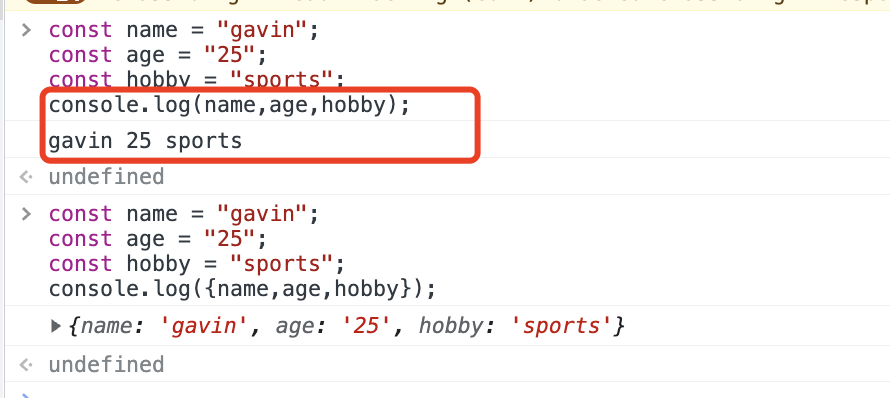 const name = "gavin";
const age = "25";
const hobby = "sports";
console.log(name,age,hobby);
gavin 25 sports
undefined
const name = "gavin";
const age = "25";
const hobby = "sports";
console.log({name,age,hobby});
{name: 'gavin', age: '25', hobby: 'sports'}
undefined